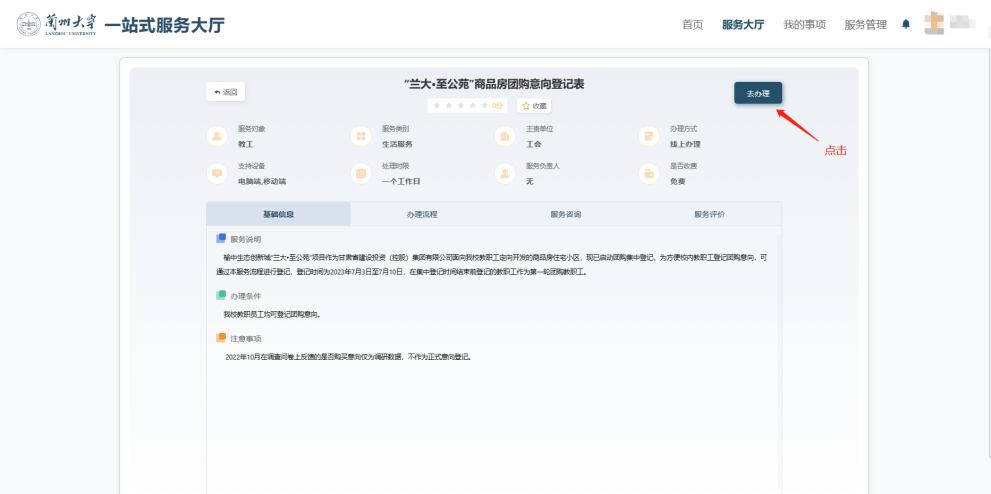 兰州大学 一站式服务大厅
LANZHOU UNIVERSITY
首页 服务大厅 我的事项 服务管理
返回
“兰大•至公苑”商品房团购意向登记表
0分 收藏
去办理
点击
服务对象 服务类别 主责单位 办理方式
教工 生活服务 工会 线上办理
支持设备 处理时限 服务负责人 是否收费
电脑端,移动端 一个工作日 无 免费
基础信息 办理流程 服务咨询 服务评价
服务说明
榆中生态创新城“兰大•至公苑”项目作为甘肃省建设投资（控股）集团有限公司面向我校教职工定向开发的商品房住宅小区，现已启动团购集中登记，为方便校内教职工登记团购意向，可
通过本服务流程进行登记，登记时间为2023年7月3日至7月10日，在集中登记时间结束前登记的教职工作为第一轮团购教职工。
办理条件
我校教职员工均可登记团购意向。
注意事项
2022年10月在调查问卷上反馈的是否购买意向仅为调研数据，不作为正式意向登记。